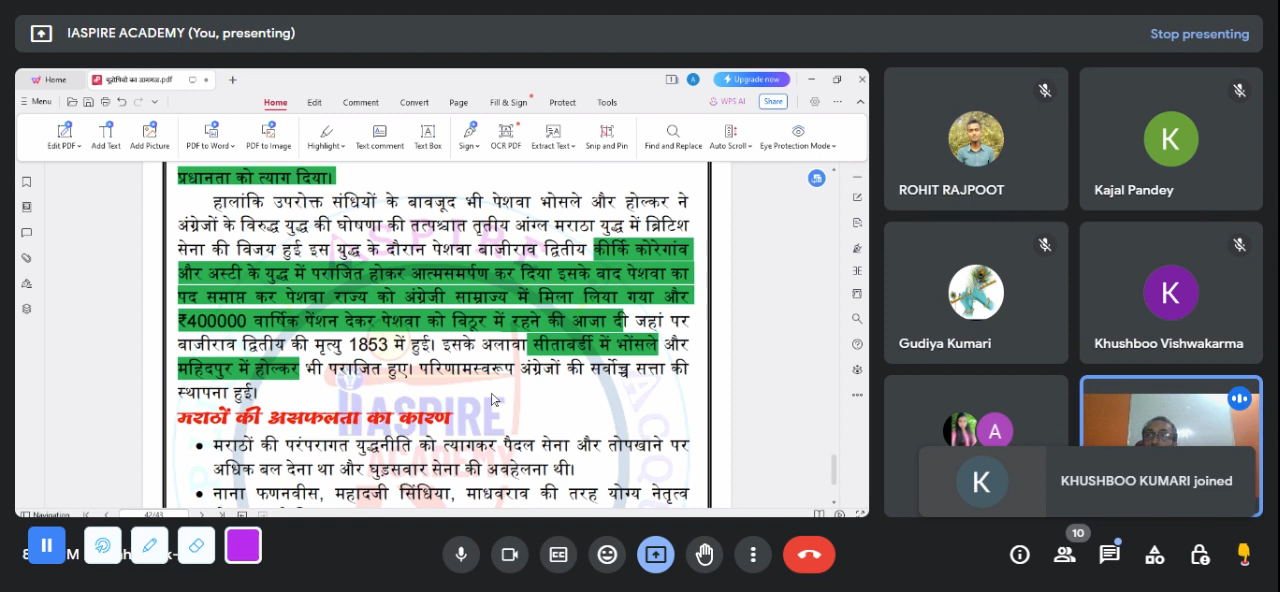 IASPIRE ACADEMY (You, presenting)
Stop presenting
Home
यूरोपियो का आगमन.pdf
Upgrade now
Menu
Home Edit Comment Convert Page Fill & Sign Protect Tools
WPS AI Share
Edit PDF Add Text Add Picture PDF to Word PDF to Image Highlight Text comment Text Box Sign OCR PDF Extract Text Snip and Pin Find and Replace Auto Scroll Eye Protection Mode
प्रधानता को त्याग दिया।
हालांकि उपरोक्त संधियों के बावजूद भी पेशवा भोसले और होल्कर ने
अंग्रेजों के विरुद्ध युद्ध की घोषणा की तत्पश्चात तृतीय आंग्ल मराठा युद्ध में ब्रिटिश
सेना की विजय हुई इस युद्ध के दौरान पेशवा बाजीराव द्वितीय कीर्कि कोरेगांव
और अस्टी के युद्ध में पराजित होकर आत्मसमर्पण कर दिया इसके बाद पेशवा का
पद समाप्त कर पेशवा राज्य को अंग्रेजी साम्राज्य में मिला लिया गया और
₹400000 वार्षिक पेंशन देकर पेशवा को बिठूर में रहने की आजा दी जहां पर
बाजीराव द्वितीय की मृत्यु 1853 में हुई। इसके अलावा सीताबर्डी में भोंसले और
महिदपुर में होल्कर भी पराजित हुए। परिणामस्वरूप अंग्रेजों की सर्वोच्च सत्ता की
स्थापना हुई।
मराठों की असफलता का कारण
• मराठों की परंपरागत युद्धनीति को त्यागकर पैदल सेना और तोपखाने पर
अधिक बल देना था और घुड़सवार सेना की अवहेलना थी।
• नाना फणनवीस, महादजी सिंधिया, माधवराव की तरह योग्य नेतृत्व
IASPIRE
ACADEMY
Navigation 42/43
ROHIT RAJPOOT
K
Kajal Pandey
Gudiya Kumari
K
Khushboo Vishwakarma
A
K
KHUSHBOO KUMARI joined
10